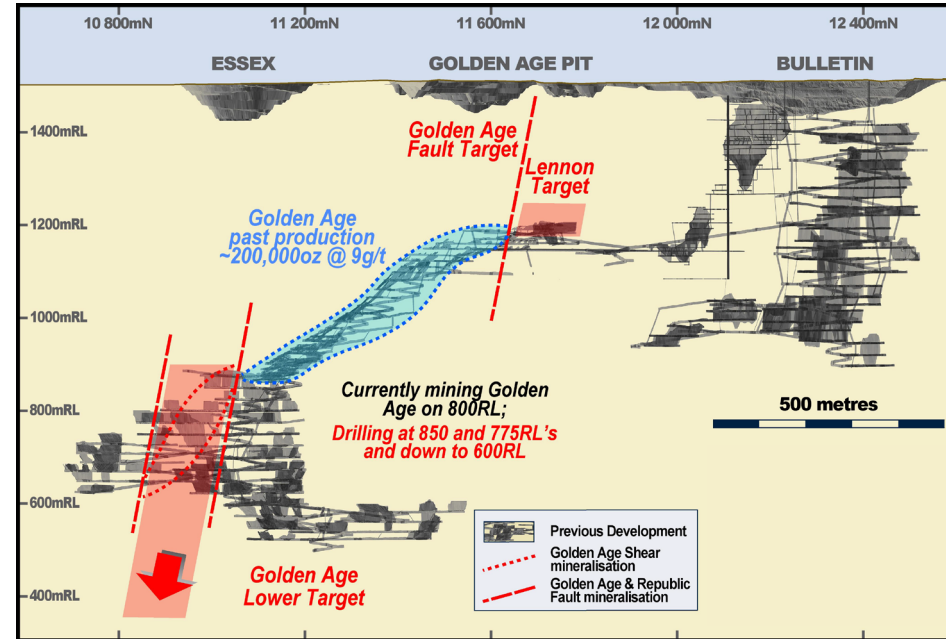 10 800mN
11 200mN
11 600mN
12 000mN
12 400mN
ESSEX
GOLDEN AGE PIT
BULLETIN
1400mRL
1200mRL
1000mRL
800mRL
600mRL
400mRL
Golden Age
Fault Target
Lennon
Target
Golden Age
past production
~200,000oz @ 9g/t
Currently mining Golden
Age on 800RL;
Drilling at 850 and 775RL's
and down to 600RL
500 metres
Golden Age
Lower Target
Previous Development
Golden Age Shear
mineralisation
Golden Age & Republic
Fault mineralisation